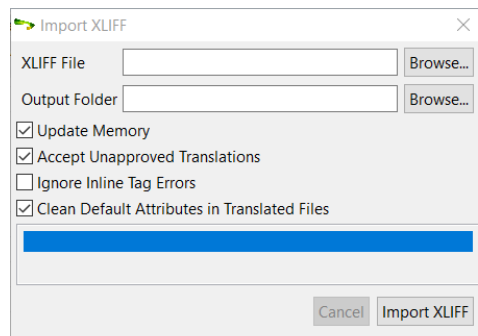 Import XLIFF
XLIFF File Browse...
Output Folder Browse...
Update Memory
Accept Unapproved Translations
Ignore Inline Tag Errors
Clean Default Attributes in Translated Files
Cancel Import XLIFF